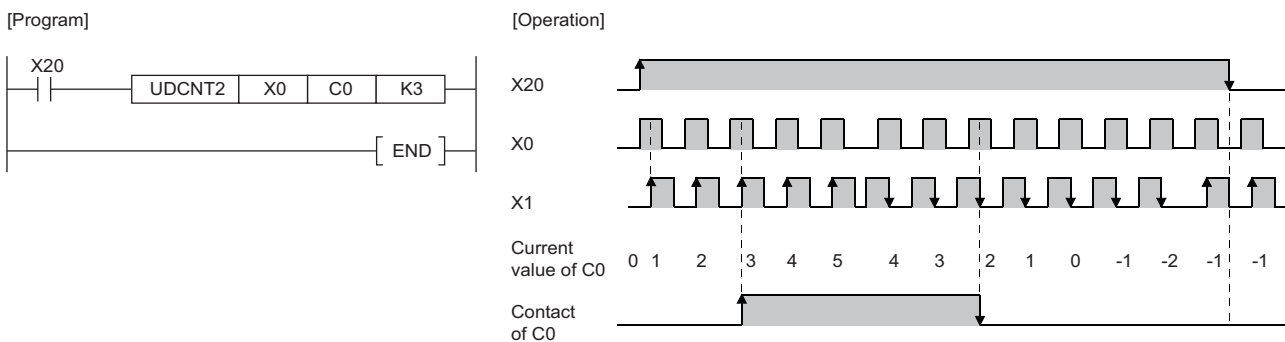 [Program]
X20
UDCNT2 X0 C0 K3
END
[Operation]
X20
X0
X1
Current
value of C0
0 1 2 3 4 5 4 3 2 1 0 -1 -2 -1 -1
Contact
of C0